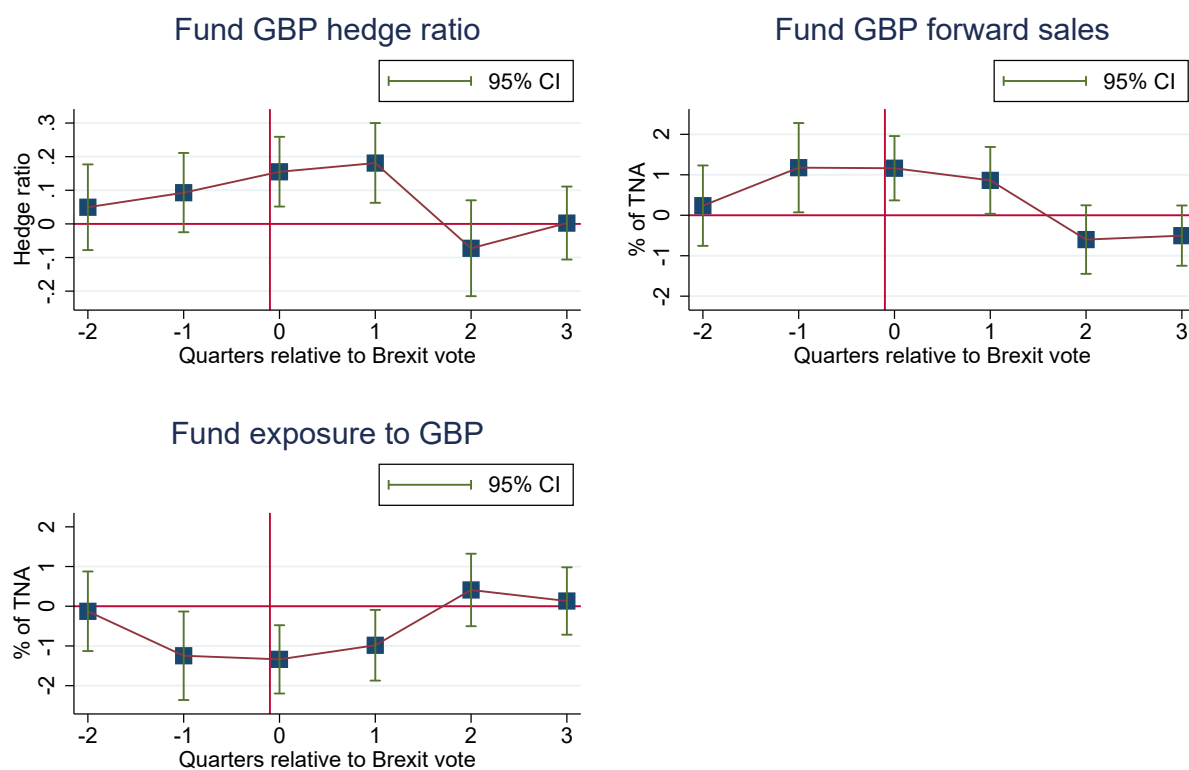 Fund GBP hedge ratio
95% CI
Hedge ratio
.3
.2
.1
0
-.1
-.2
-2 -1 0 1 2 3
Quarters relative to Brexit vote
Fund GBP forward sales
95% CI
% of TNA
2
1
0
-1
-2
-2 -1 0 1 2 3
Quarters relative to Brexit vote
Fund exposure to GBP
95% CI
% of TNA
2
1
0
-1
-2
-2 -1 0 1 2 3
Quarters relative to Brexit vote